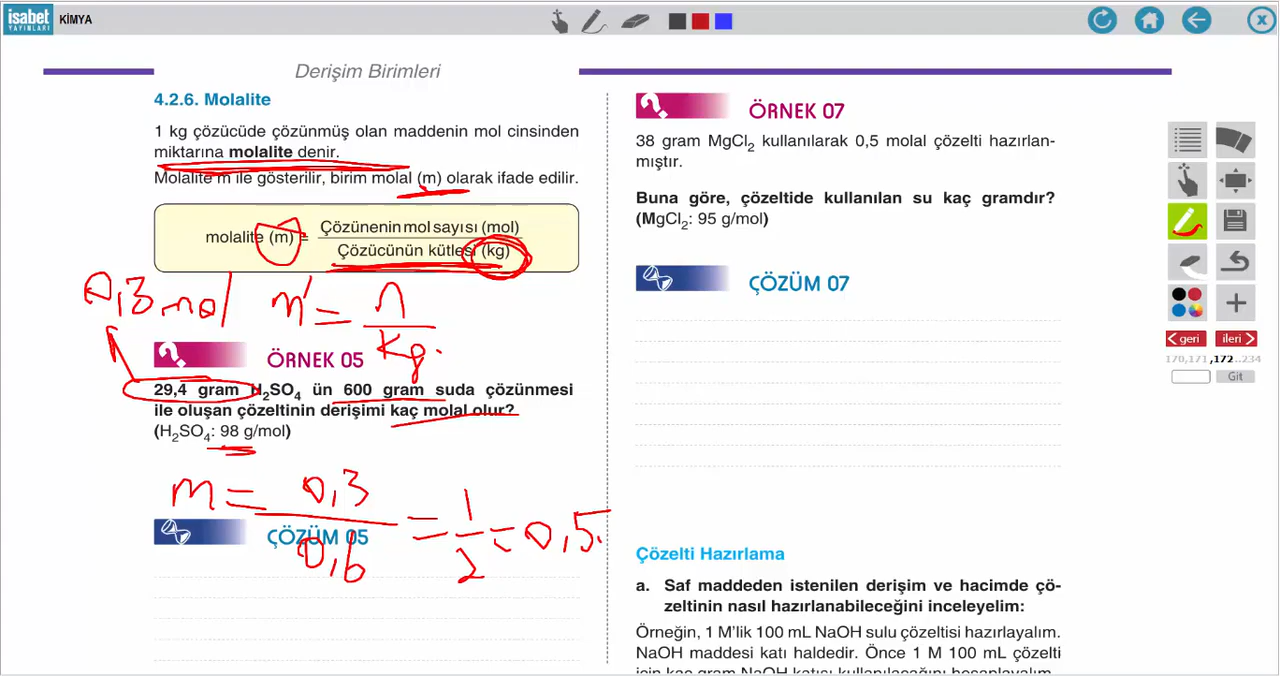 isabet
YAYINLARI
KİMYA
Derişim Birimleri
4.2.6. Molalite
1 kg çözücüde çözünmüş olan maddenin mol cinsinden
miktarına molalite denir.
Molalite m ile gösterilir, birim molal (m) olarak ifade edilir.
molalite (m) = Çözünenin mol sayısı (mol)
Çözücünün kütlesi (kg)
0,3 mol
m = n
kg.
ÖRNEK 05
29,4 gram H₂SO₄ ün 600 gram suda çözünmesi
ile oluşan çözeltinin derişimi kaç molal olur?
(H₂SO₄: 98 g/mol)
m = 0,3
0,6
= 1
2
= 0,5.
ÇÖZÜM 05
ÖRNEK 07
38 gram MgCl₂ kullanılarak 0,5 molal çözelti hazırlan-
mıştır.
Buna göre, çözeltide kullanılan su kaç gramdır?
(MgCl₂: 95 g/mol)
ÇÖZÜM 07
Çözelti Hazırlama
a. Saf maddeden istenilen derişim ve hacimde çö-
zeltinin nasıl hazırlanabileceğini inceleyelim:
Örneğin, 1 M'lik 100 mL NaOH sulu çözeltisi hazırlayalım.
NaOH maddesi katı haldedir. Önce 1 M 100 mL çözelti
için kaç gram NaOH katısı kullanılacağını hesaplayalım.
geri
ileri
170,171,172..234
Git